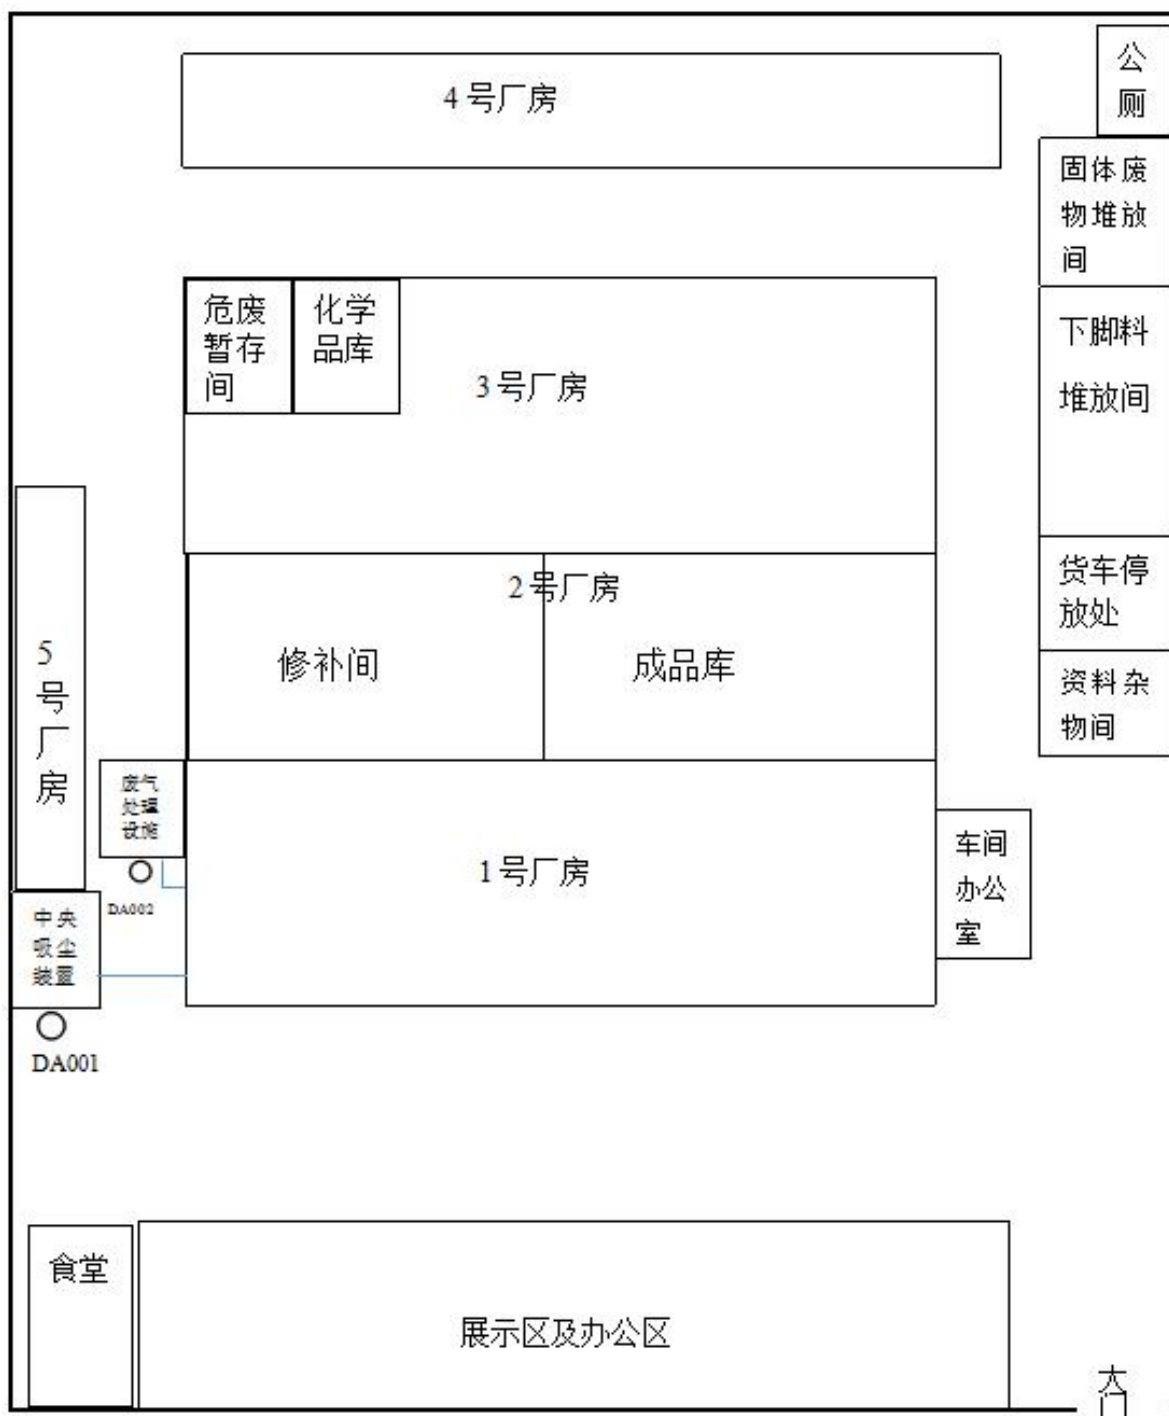 公
厕
4号厂房
固体废
物堆放
间
危废
暂存
间
化学
品库
3号厂房
下脚料
堆放间
2号厂房
货车停
放处
修补间
成品库
资料杂
物间
5
号
厂
房
废气
处理
设施
DA002
1号厂房
车间
办公
室
中央
吸尘
装置
DA001
食堂
展示区及办公区
大
门